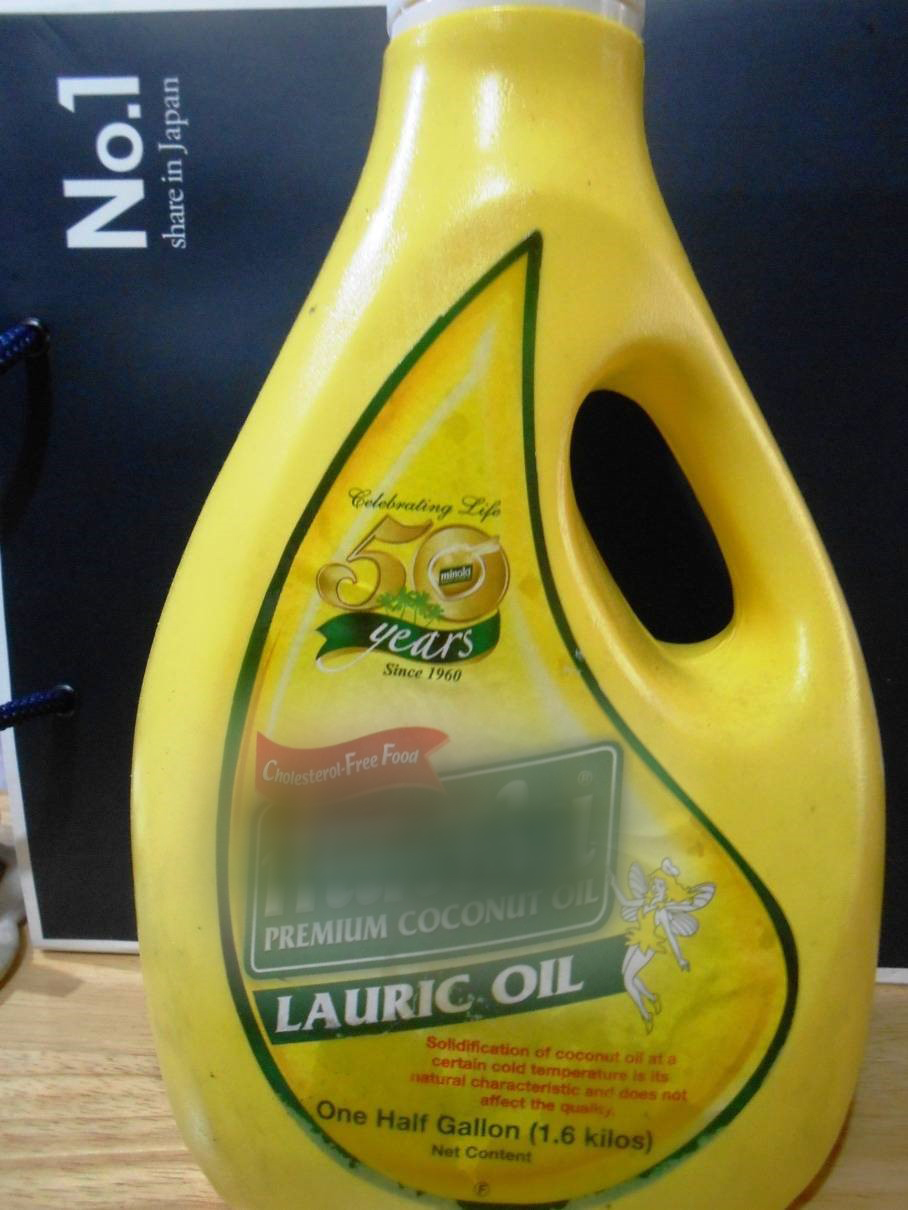 No.1
share in Japan
Celebrating Life
50
minola
years
Since 1960
Cholesterol-Free Food
®
PREMIUM COCONUT OIL
LAURIC OIL
Solidification of coconut oil at a
certain cold temperature is its
natural characteristic and does not
affect the quality.
One Half Gallon (1.6 kilos)
Net Content
F